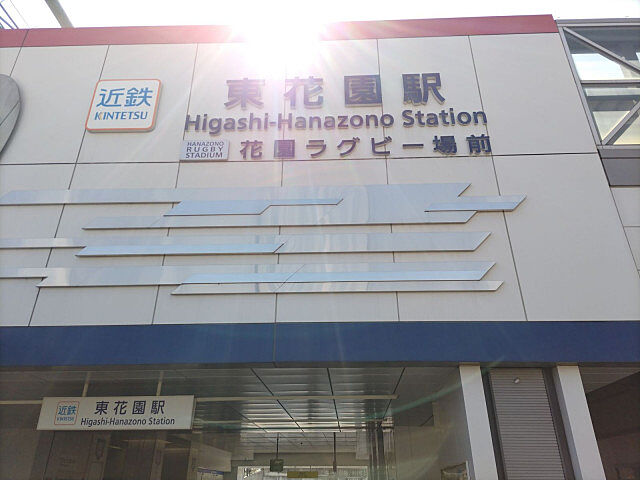 近鉄
KINTETSU
東花園駅
Higashi-Hanazono Station
HANAZONO
RUGBY
STADIUM
花園ラグビー場前
近鉄
KINTETSU
東花園駅
Higashi-Hanazono Station